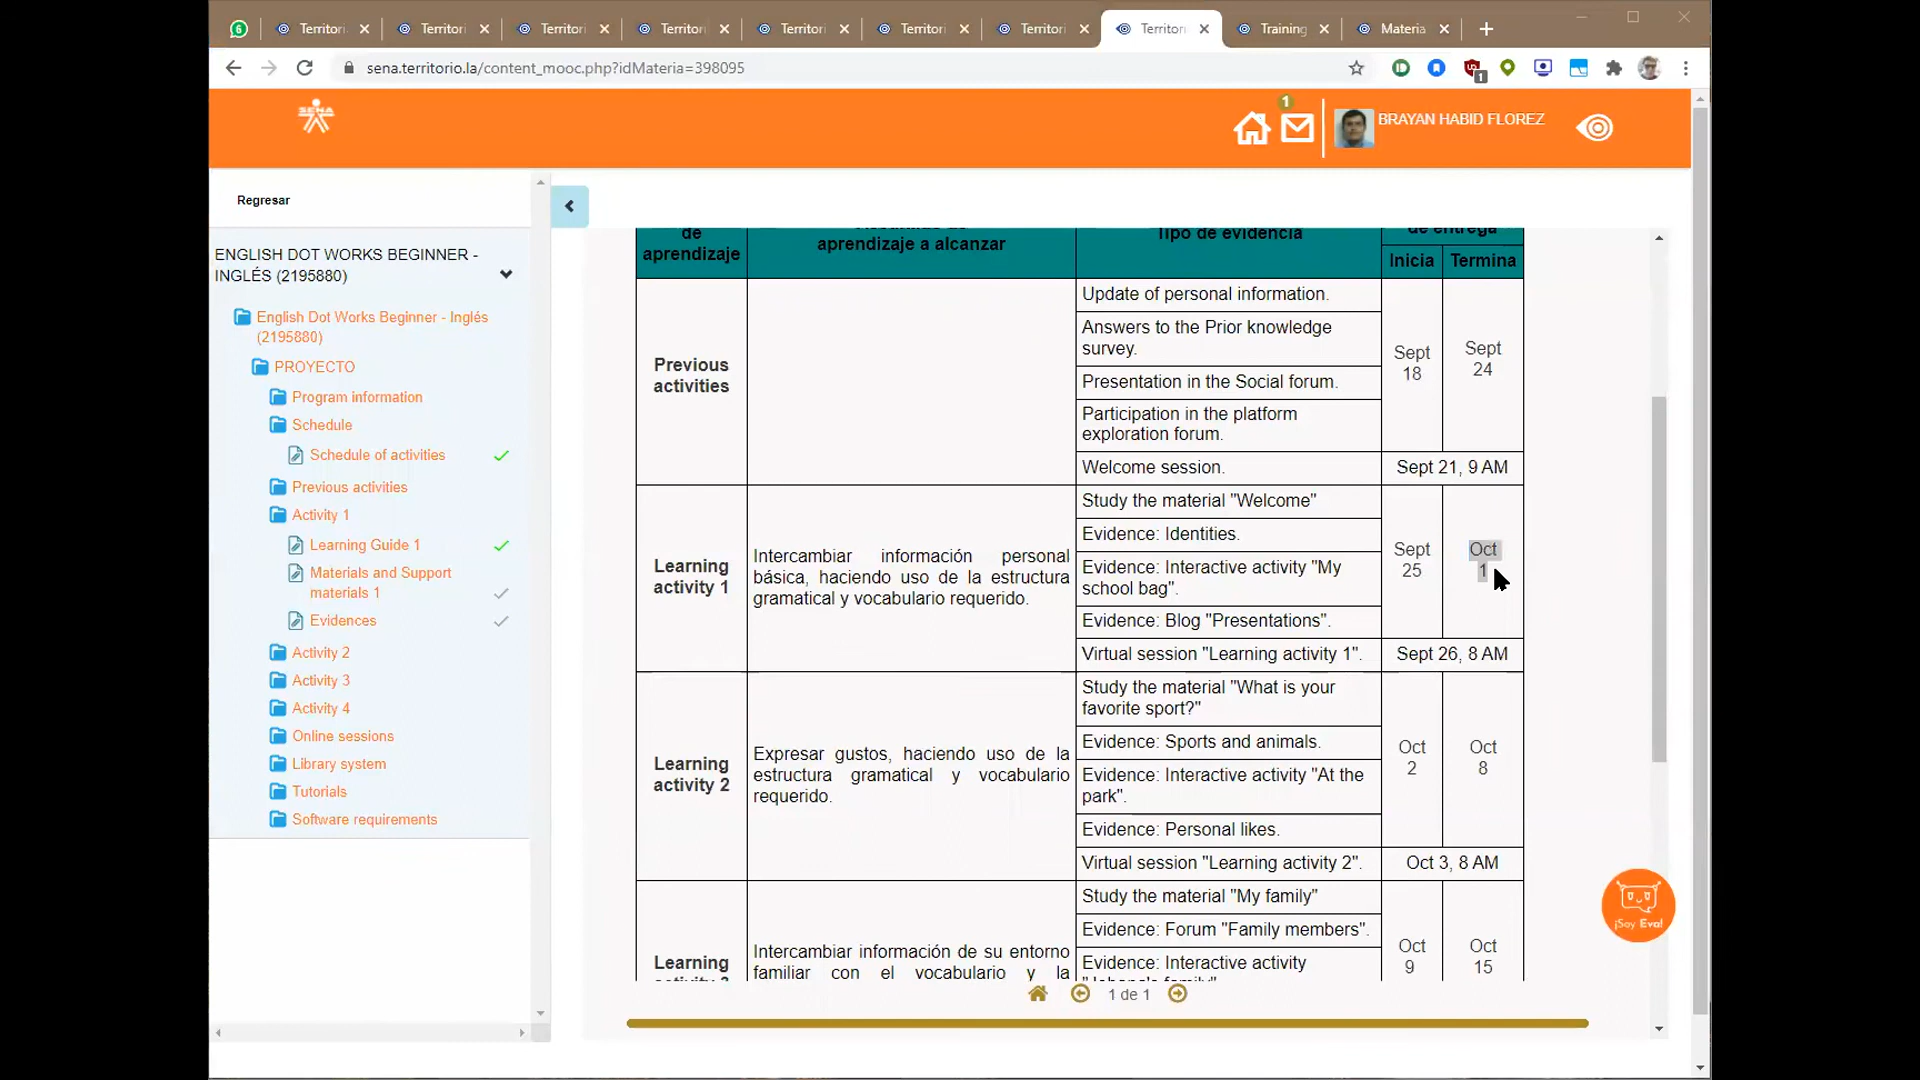 6
Territori
Territori
Territori
Territori
Territori
Territori
Territori
Territori
Training
Materia
sena.territorio.la/content_mooc.php?idMateria=398095
1
SENA
1
BRAYAN HABID FLOREZ
Regresar
ENGLISH DOT WORKS BEGINNER -
INGLÉS (2195880)
English Dot Works Beginner - Inglés
(2195880)
PROYECTO
Program information
Schedule
Schedule of activities
Previous activities
Activity 1
Learning Guide 1
Materials and Support
materials 1
Evidences
Activity 2
Activity 3
Activity 4
Online sessions
Library system
Tutorials
Software requirements
de
aprendizaje
aprendizaje a alcanzar
Tipo de evidencia
de entrega
Inicia
Termina
Previous
activities
Update of personal information.
Answers to the Prior knowledge
survey.
Presentation in the Social forum.
Participation in the platform
exploration forum.
Sept
18
Sept
24
Welcome session.
Sept 21, 9 AM
Learning
activity 1
Intercambiar información personal
básica, haciendo uso de la estructura
gramatical y vocabulario requerido.
Study the material "Welcome"
Evidence: Identities.
Evidence: Interactive activity "My
school bag".
Evidence: Blog "Presentations".
Sept
25
Oct
1
Virtual session "Learning activity 1".
Sept 26, 8 AM
Learning
activity 2
Expresar gustos, haciendo uso de la
estructura gramatical y vocabulario
requerido.
Study the material "What is your
favorite sport?"
Evidence: Sports and animals.
Evidence: Interactive activity "At the
park".
Evidence: Personal likes.
Oct
2
Oct
8
Virtual session "Learning activity 2".
Oct 3, 8 AM
Learning
Intercambiar información de su entorno
familiar con el vocabulario y la
Study the material "My family"
Evidence: Forum "Family members".
Evidence: Interactive activity
Oct
9
Oct
15
1 de 1
¡Soy Eva!